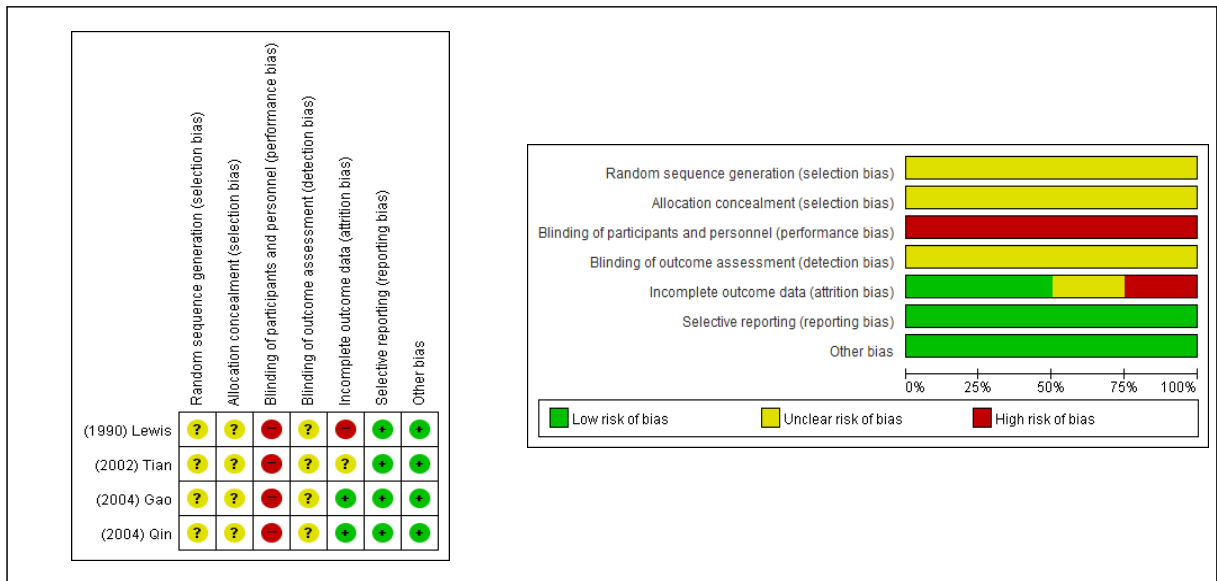 Random sequence generation (selection bias)
Allocation concealment (selection bias)
Blinding of participants and personnel (performance bias)
Blinding of outcome assessment (detection bias)
Incomplete outcome data (attrition bias)
Selective reporting (reporting bias)
Other bias
(1990) Lewis ? ? − ? − + +
(2002) Tian ? ? − ? ? + +
(2004) Gao ? ? − ? + + +
(2004) Qin ? ? − ? + + +
Random sequence generation (selection bias)
Allocation concealment (selection bias)
Blinding of participants and personnel (performance bias)
Blinding of outcome assessment (detection bias)
Incomplete outcome data (attrition bias)
Selective reporting (reporting bias)
Other bias
0% 25% 50% 75% 100%
Low risk of bias Unclear risk of bias High risk of bias